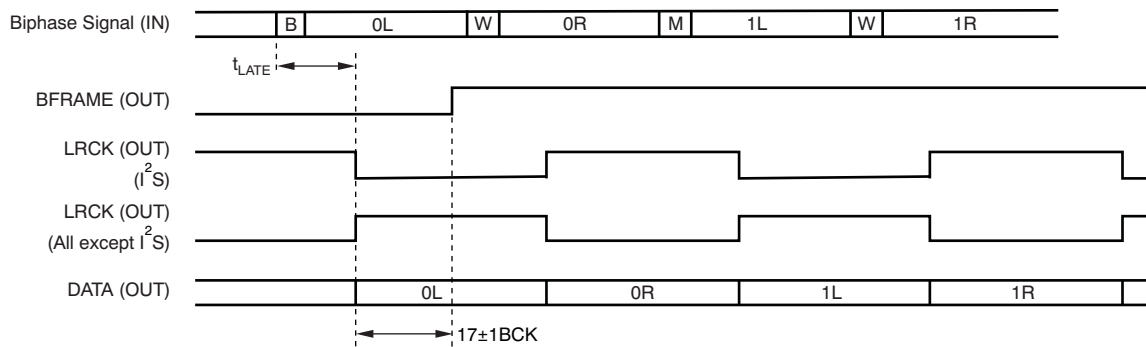 Biphase Signal (IN) B 0L W 0R M 1L W 1R
tLATE
BFRAME (OUT)
LRCK (OUT)
(I2S)
LRCK (OUT)
(All except I2S)
DATA (OUT) 0L 0R 1L 1R
17±1BCK